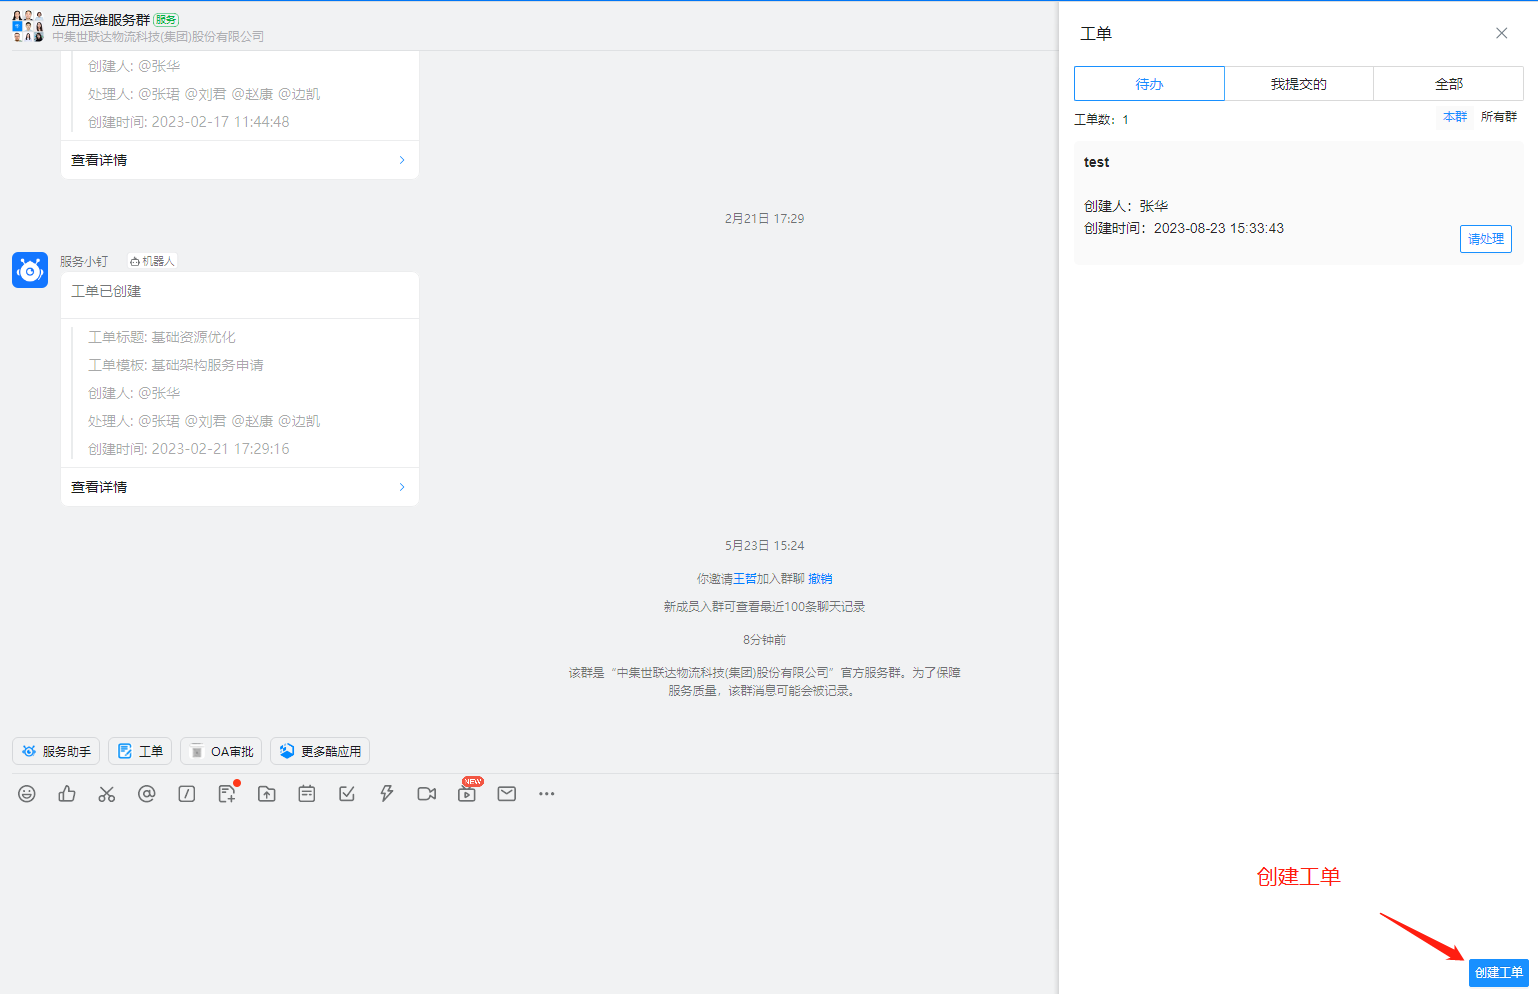 应用运维服务群 服务
中集世联达物流科技(集团)股份有限公司
创建人: @张华
处理人: @张珺 @刘君 @赵康 @边凯
创建时间: 2023-02-17 11:44:48
查看详情
2月21日 17:29
服务小钉 机器人
工单已创建
工单标题: 基础资源优化
工单模板: 基础架构服务申请
创建人: @张华
处理人: @张珺 @刘君 @赵康 @边凯
创建时间: 2023-02-21 17:29:16
查看详情
5月23日 15:24
你邀请王哲加入群聊 撤销
新成员入群可查看最近100条聊天记录
8分钟前
该群是“中集世联达物流科技(集团)股份有限公司”官方服务群。为了保障
服务质量，该群消息可能会被记录。
服务助手 工单 OA审批 更多酷应用
NEW
工单
待办 我提交的 全部
工单数：1 本群 所有群
test
创建人：张华
创建时间：2023-08-23 15:33:43
请处理
创建工单
创建工单